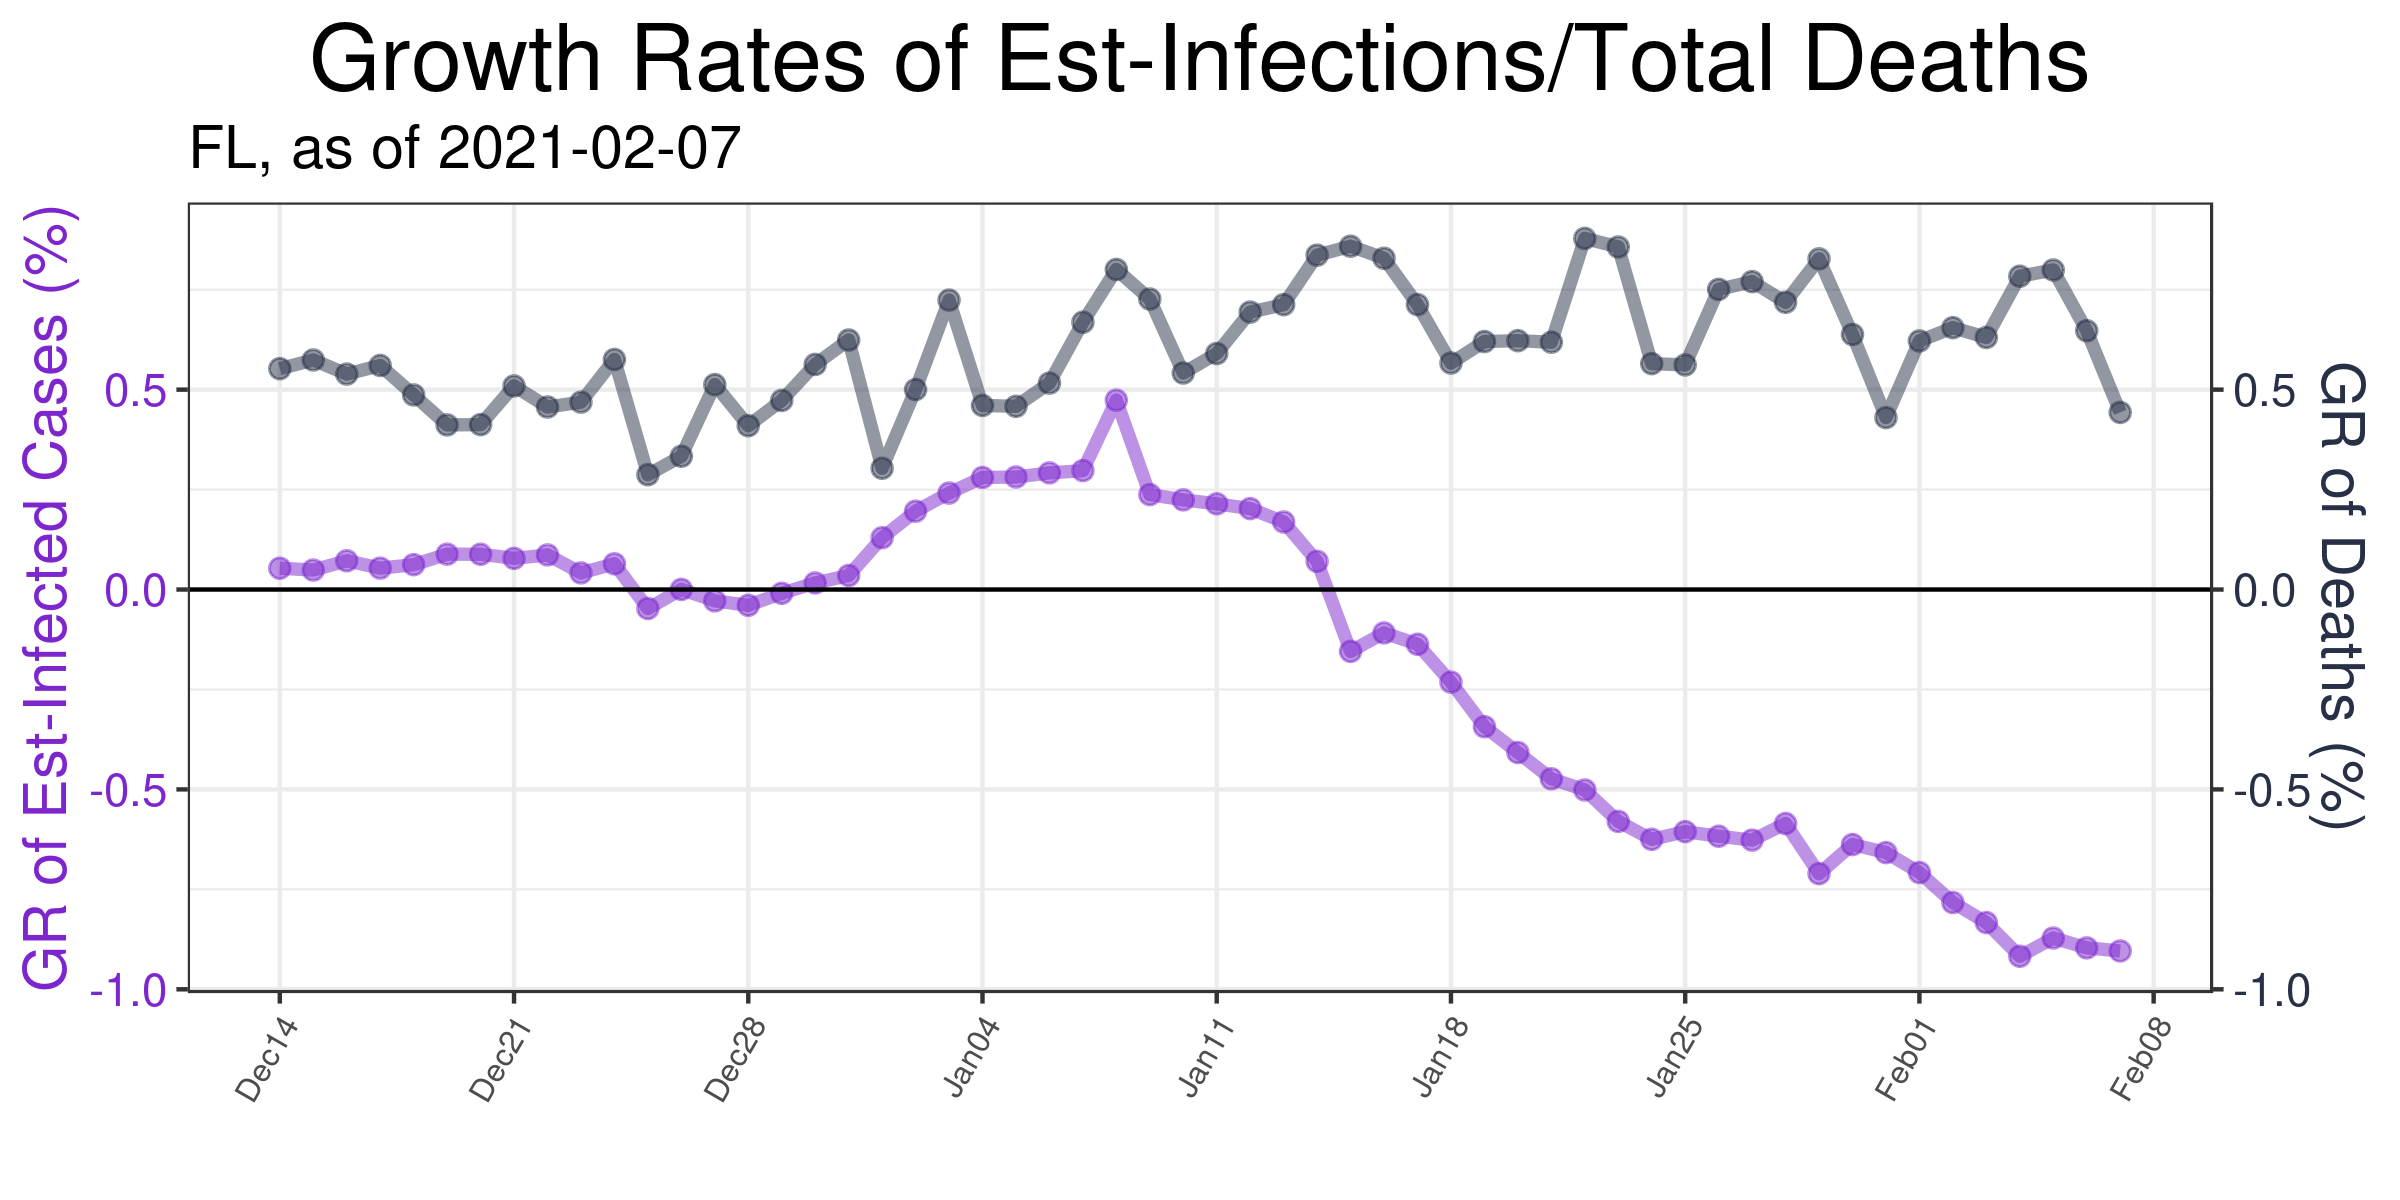 Growth Rates of Est-Infections/Total Deaths
FL, as of 2021-02-07
GR of Est-Infected Cases (%)
0.5
0.0
-0.5
-1.0
GR of Deaths (%)
0.5
0.0
-0.5
-1.0
Dec14
Dec21
Dec28
Jan04
Jan11
Jan18
Jan25
Feb01
Feb08